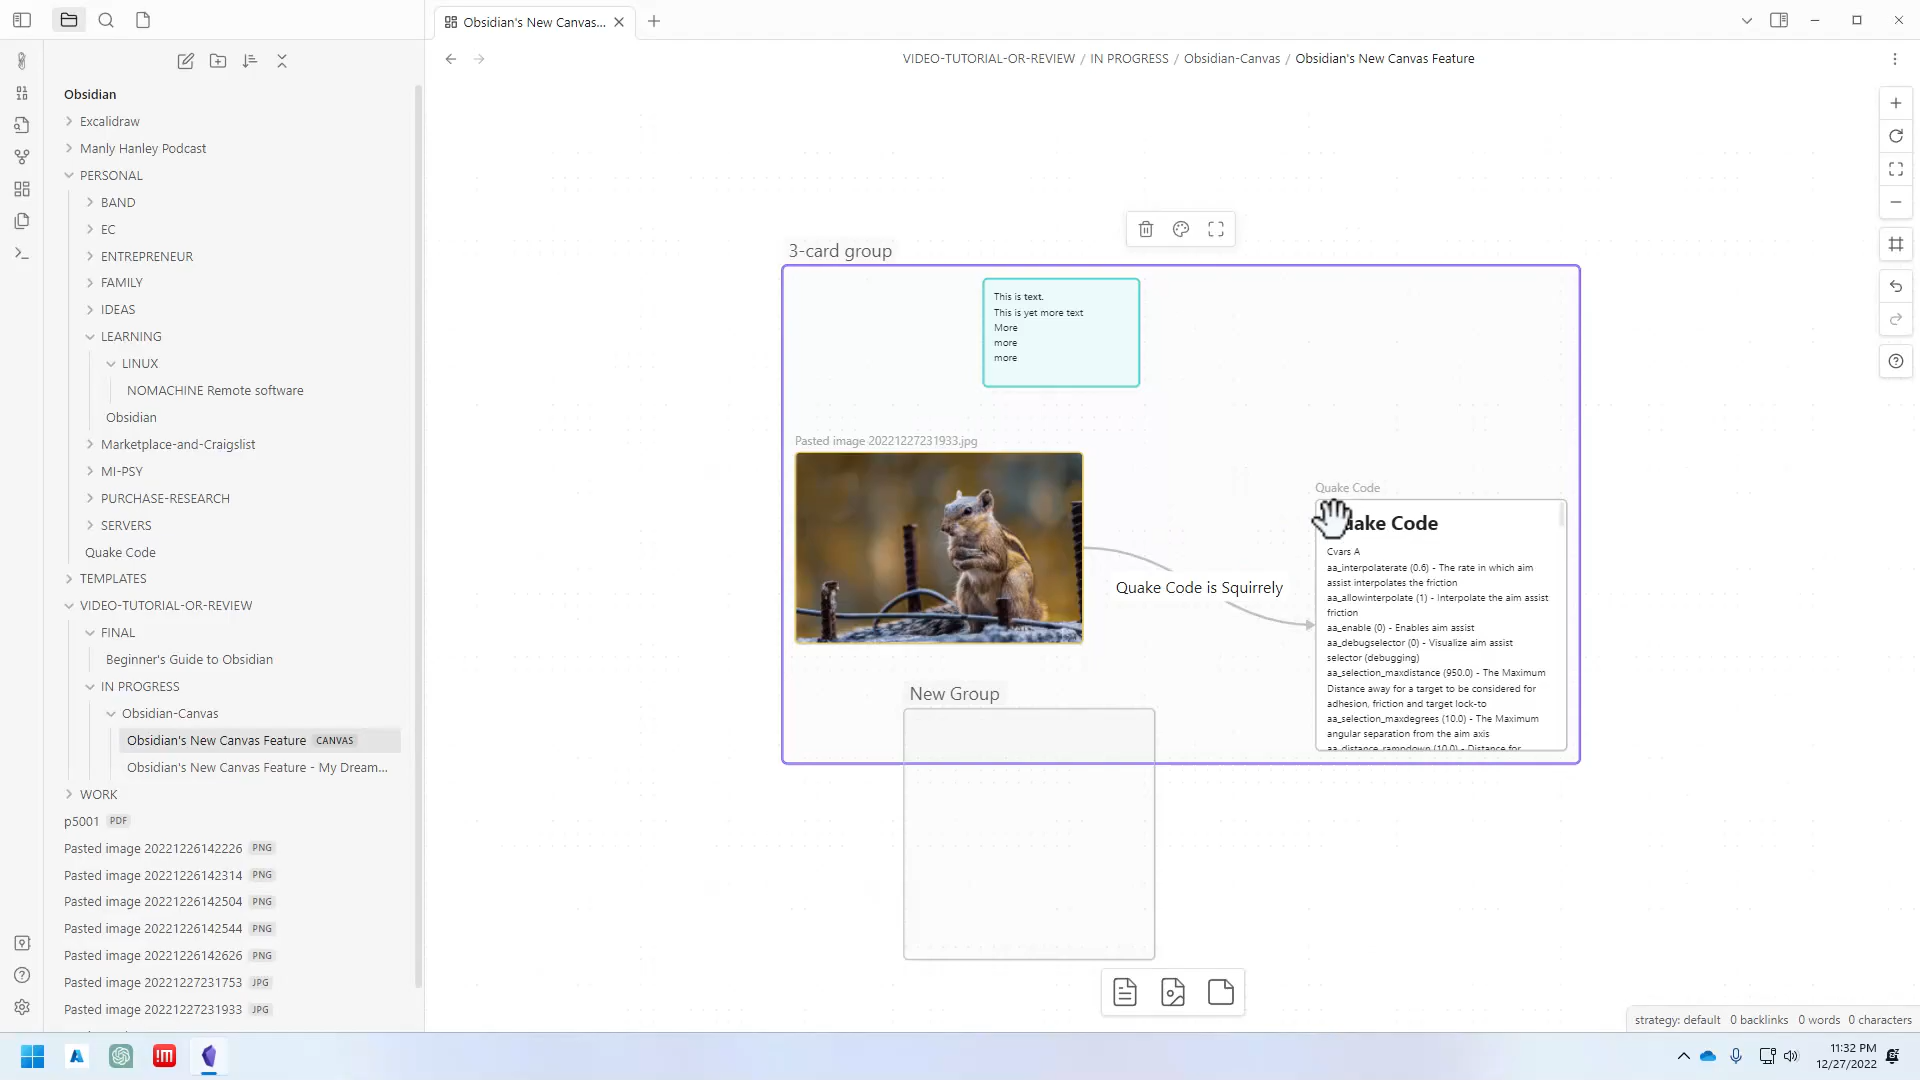 Obsidian's New Canvas...
VIDEO-TUTORIAL-OR-REVIEW / IN PROGRESS / Obsidian-Canvas / Obsidian's New Canvas Feature
Obsidian
Excalidraw
Manly Hanley Podcast
PERSONAL
BAND
EC
ENTREPRENEUR
FAMILY
IDEAS
LEARNING
LINUX
NOMACHINE Remote software
Obsidian
Marketplace-and-Craigslist
MI-PSY
PURCHASE-RESEARCH
SERVERS
Quake Code
TEMPLATES
VIDEO-TUTORIAL-OR-REVIEW
FINAL
Beginner's Guide to Obsidian
IN PROGRESS
Obsidian-Canvas
Obsidian's New Canvas Feature CANVAS
Obsidian's New Canvas Feature - My Dream...
WORK
p5001 PDF
Pasted image 20221226142226 PNG
Pasted image 20221226142314 PNG
Pasted image 20221226142504 PNG
Pasted image 20221226142544 PNG
Pasted image 20221226142626 PNG
Pasted image 20221227231753 JPG
Pasted image 20221227231933 JPG
3-card group
This is text.
This is yet more text
More
more
more
Pasted image 20221227231933.jpg
Quake Code is Squirrely
Quake Code
Quake Code
Cvars A
aa_interpolaterate (0.6) - The rate in which aim
assist interpolates the friction
aa_allowinterpolate (1) - Interpolate the aim assist
friction
aa_enable (0) - Enables aim assist
aa_debugselector (0) - Visualize aim assist
selector (debugging)
aa_selection_maxdistance (950.0) - The Maximum
Distance away for a target to be considered for
adhesion, friction and target lock-to
aa_selection_maxdegrees (10.0) - The Maximum
angular separation from the aim axis
aa_distance_rampdown (10.0) - Distance for
New Group
strategy: default 0 backlinks 0 words 0 characters
11:32 PM
12/27/2022